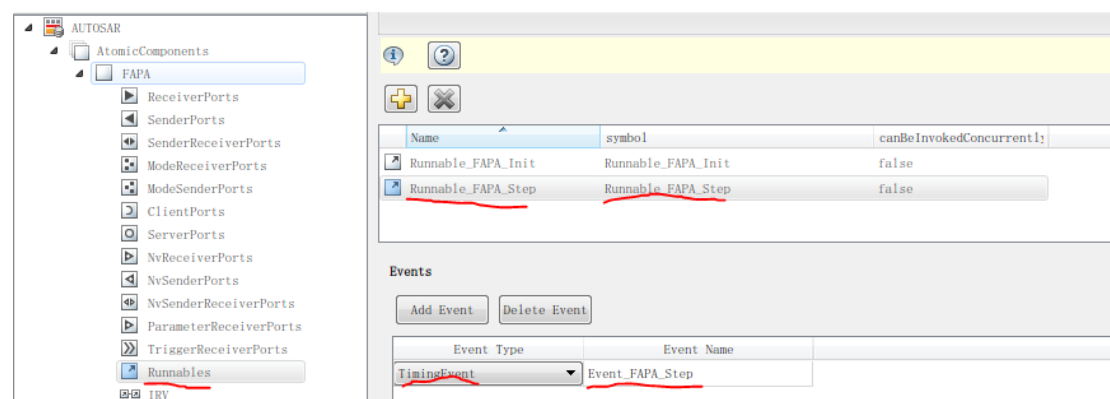 AUTOSAR
AtomicComponents
FAPA
ReceiverPorts
SenderPorts
SenderReceiverPorts
ModeReceiverPorts
ModeSenderPorts
ClientPorts
ServerPorts
NvReceiverPorts
NvSenderPorts
NvSenderReceiverPorts
ParameterReceiverPorts
TriggerReceiverPorts
Runnables
IRV
Name symbol canBeInvokedConcurrently
Runnable_FAPA_Init Runnable_FAPA_Init false
Runnable_FAPA_Step Runnable_FAPA_Step false
Events
Add Event Delete Event
Event Type Event Name
TimingEvent Event_FAPA_Step